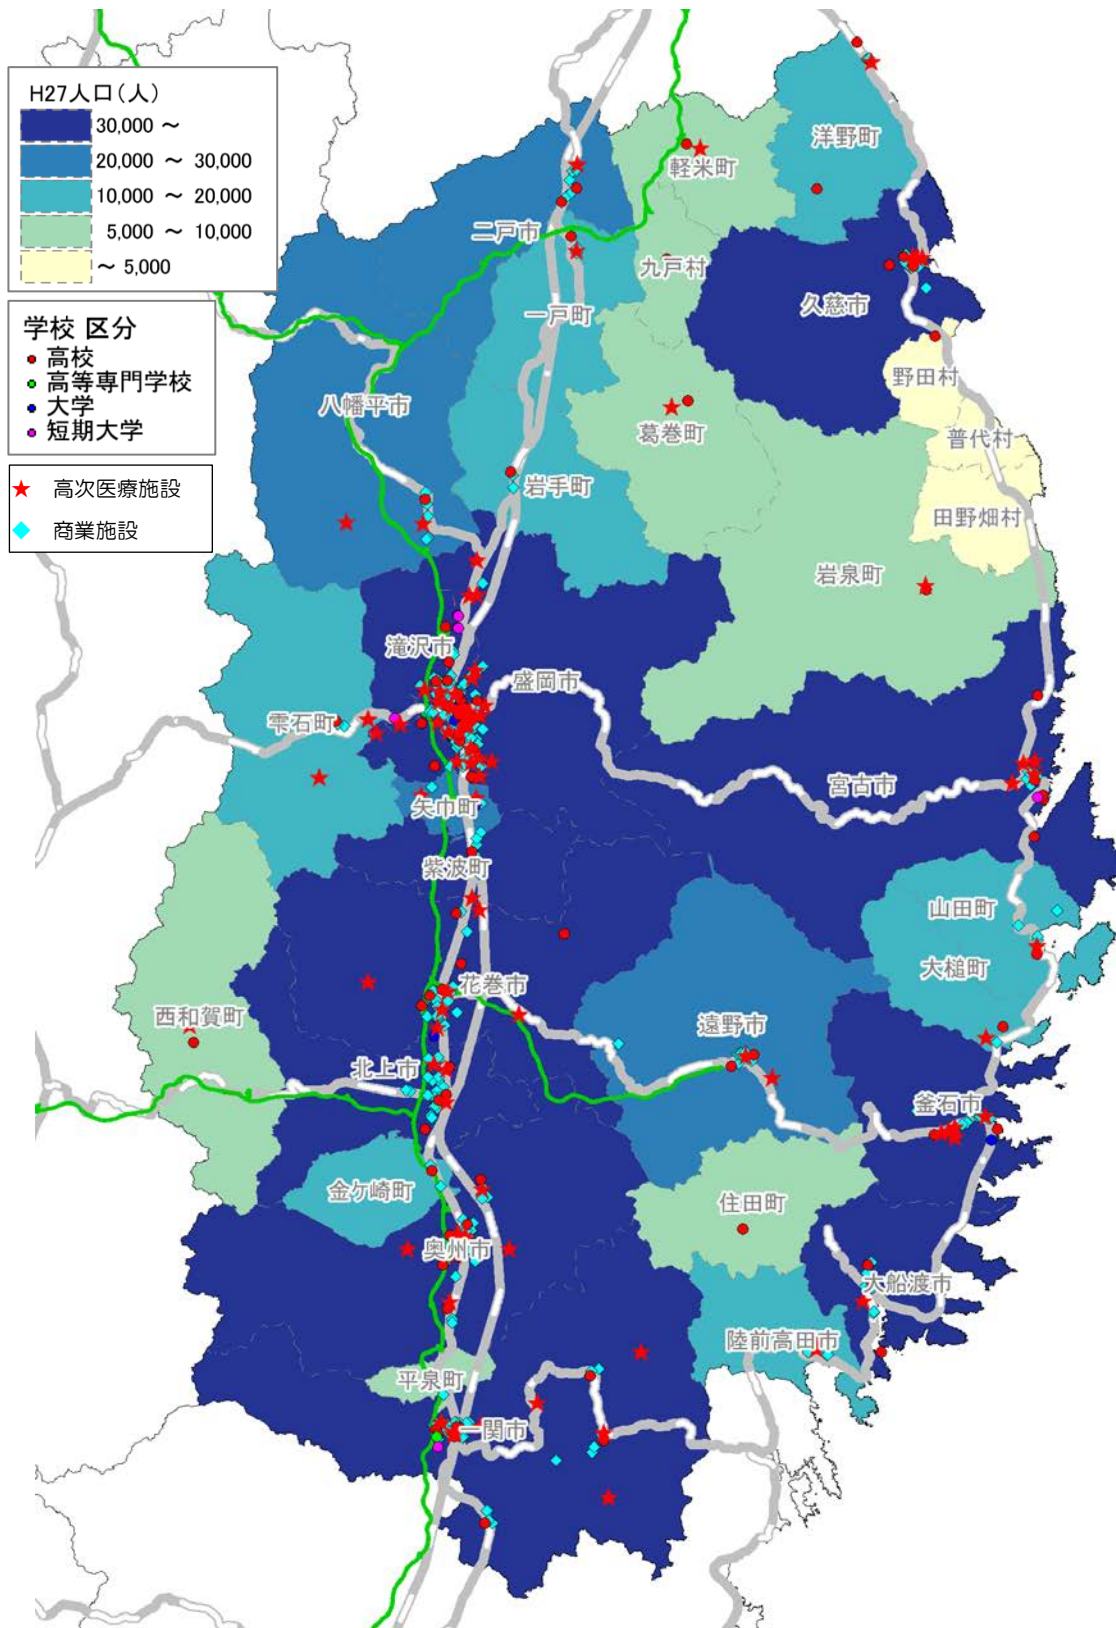 H27人口(人)
30,000 ～
20,000 ～ 30,000
10,000 ～ 20,000
5,000 ～ 10,000
～ 5,000
学校 区分
高校
高等専門学校
大学
短期大学
高次医療施設
商業施設
洋野町
軽米町
二戸市
九戸村
久慈市
一戸町
野田村
八幡平市
葛巻町
普代村
岩手町
田野畑村
岩泉町
滝沢市
盛岡市
雫石町
宮古市
矢巾町
紫波町
山田町
大槌町
花巻市
西和賀町
遠野市
北上市
釜石市
金ケ崎町
住田町
奥州市
大船渡市
陸前高田市
平泉町
一関市